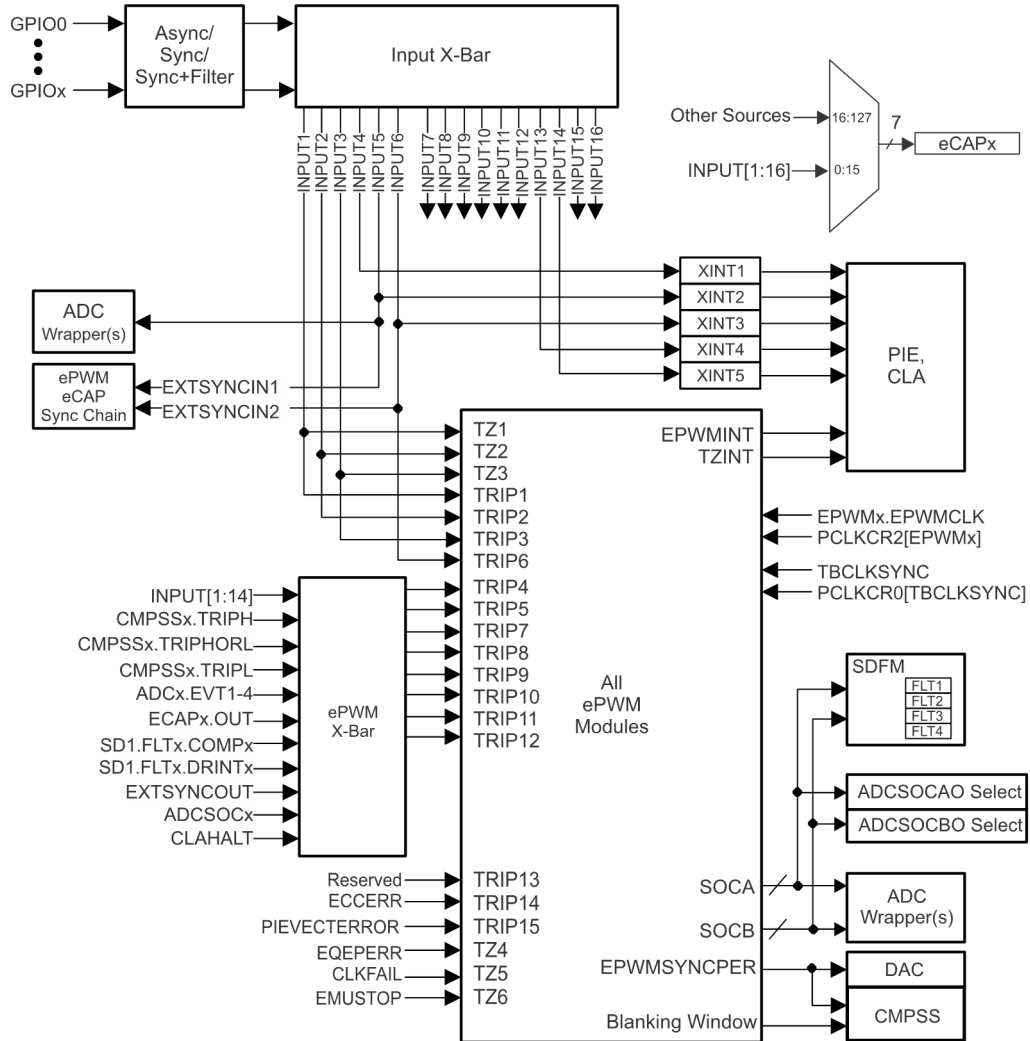 GPIO0
GPIOx
Async/
Sync/
Sync+Filter
Input X-Bar
INPUT1
INPUT2
INPUT3
INPUT4
INPUT5
INPUT6
INPUT7
INPUT8
INPUT9
INPUT10
INPUT11
INPUT12
INPUT13
INPUT14
INPUT15
INPUT16
Other Sources
16:127
INPUT[1:16]
0:15
7
eCAPx
XINT1
XINT2
XINT3
XINT4
XINT5
PIE,
CLA
ADC
Wrapper(s)
ePWM
eCAP
Sync Chain
EXTSYNCIN1
EXTSYNCIN2
TZ1
TZ2
TZ3
TRIP1
TRIP2
TRIP3
TRIP6
TRIP4
TRIP5
TRIP7
TRIP8
TRIP9
TRIP10
TRIP11
TRIP12
EPWMINT
TZINT
EPWMx.EPWMCLK
PCLKCR2[EPWMx]
TBCLKSYNC
PCLKCR0[TBCLKSYNC]
INPUT[1:14]
CMPSSx.TRIPH
CMPSSx.TRIPHORL
CMPSSx.TRIPL
ADCx.EVT1-4
ECAPx.OUT
SD1.FLTx.COMPx
SD1.FLTx.DRINTx
EXTSYNCOUT
ADCSOCx
CLAHALT
ePWM
X-Bar
All
ePWM
Modules
SDFM
FLT1
FLT2
FLT3
FLT4
ADCSOCAO Select
ADCSOCBO Select
Reserved
ECCERR
PIEVECTERROR
EQEPERR
CLKFAIL
EMUSTOP
TRIP13
TRIP14
TRIP15
TZ4
TZ5
TZ6
SOCA
SOCB
EPWMSYNCPER
Blanking Window
ADC
Wrapper(s)
DAC
CMPSS